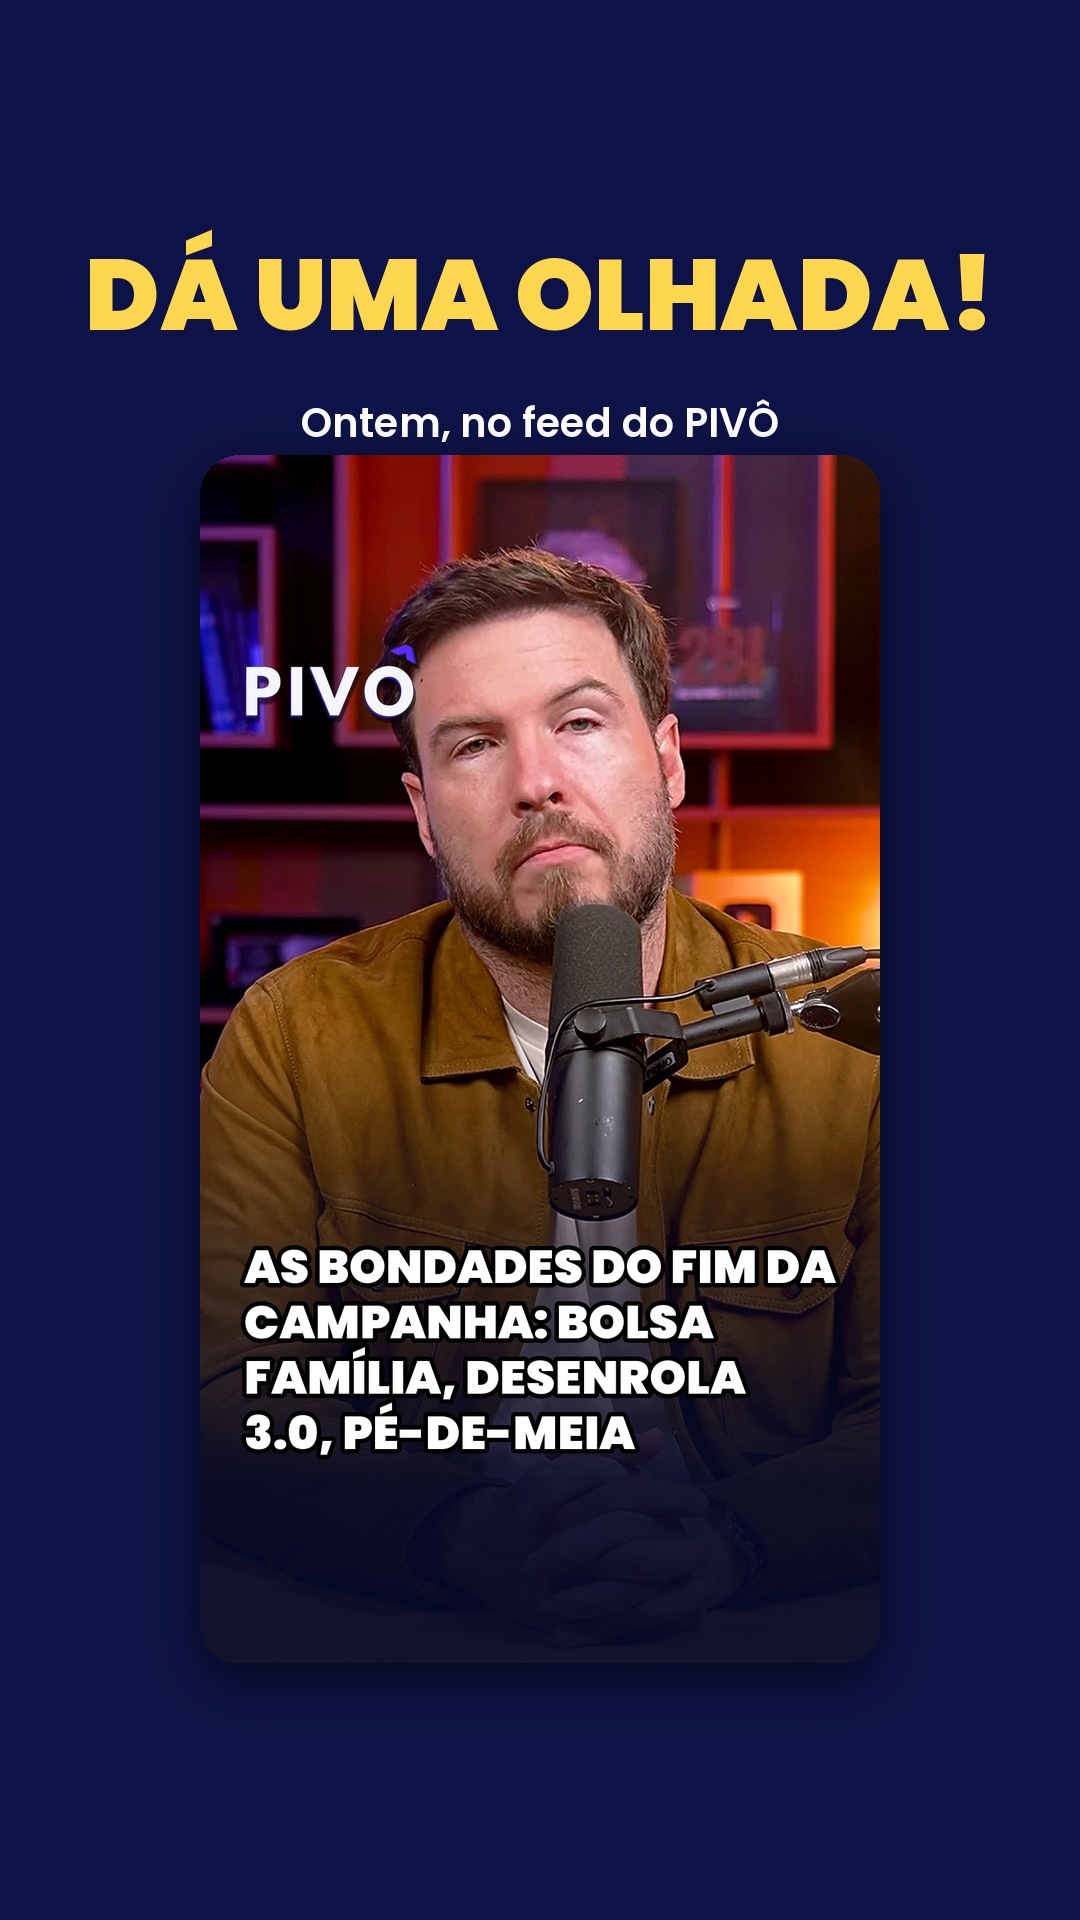 DÁ UMA OLHADA!
Ontem, no feed do PIVÔ
PIVÔ
AS BONDADES DO FIM DA
CAMPANHA: BOLSA
FAMÍLIA, DESENROLA
3.0, PÉ-DE-MEIA